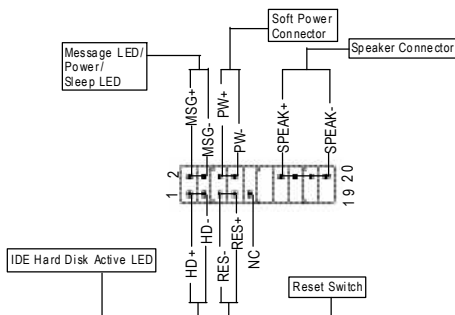 Soft Power
Connector
Message LED/
Power/
Sleep LED
Speaker Connector
MSG+
MSG-
PW+
PW-
SPEAK+
SPEAK-
1 2
19 20
HD+
HD-
RES-
RES+
NC
IDE Hard Disk Active LED
Reset Switch